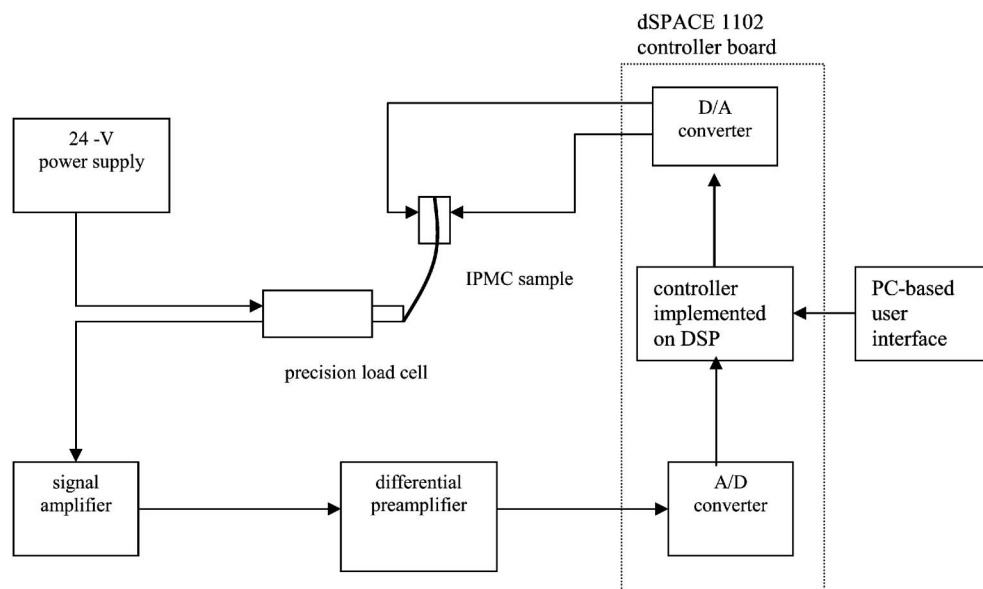 dSPACE 1102
controller board
D/A
converter
24 -V
power supply
IPMC sample
controller
implemented
on DSP
PC-based
user
interface
precision load cell
signal
amplifier
differential
preamplifier
A/D
converter